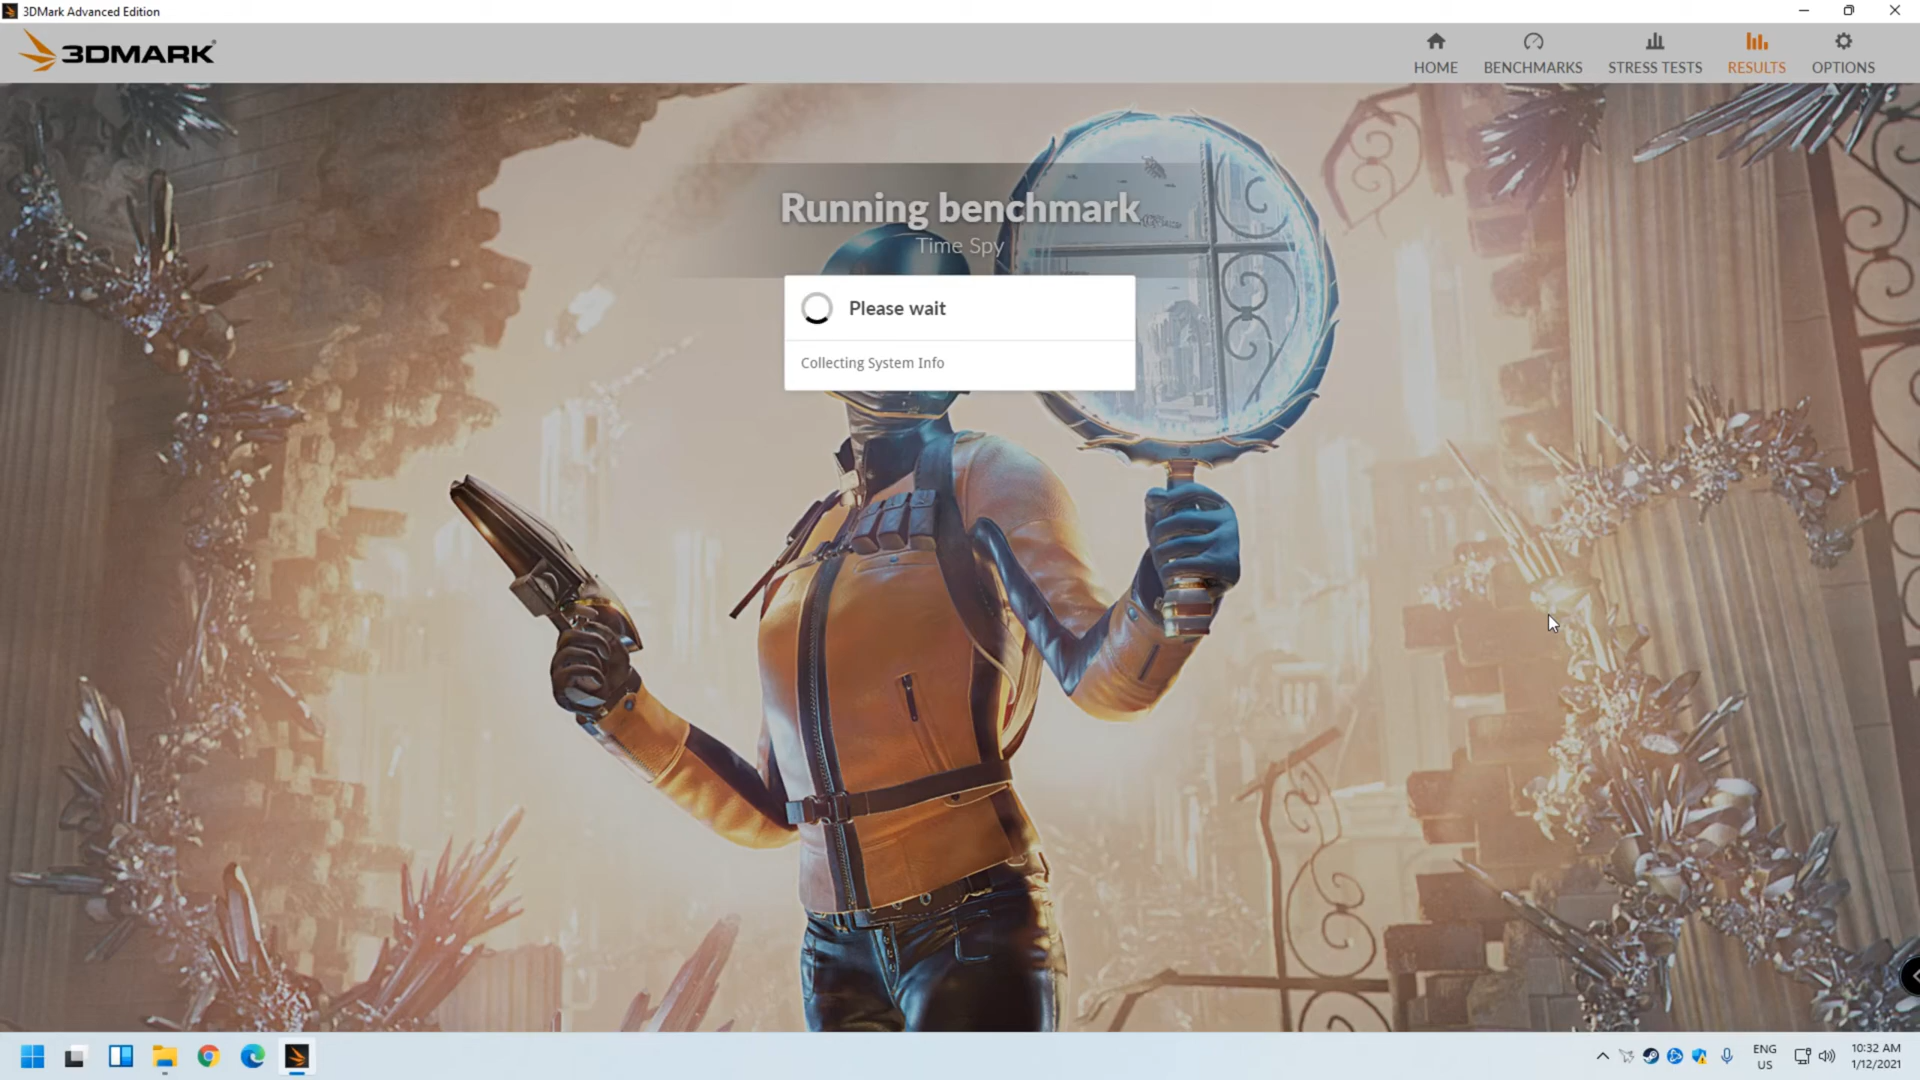 3DMark Advanced Edition
3DMARK
HOME
BENCHMARKS
STRESS TESTS
RESULTS
OPTIONS
Running benchmark
Time Spy
Please wait
Collecting System Info
ENG
US
10:32 AM
1/12/2021